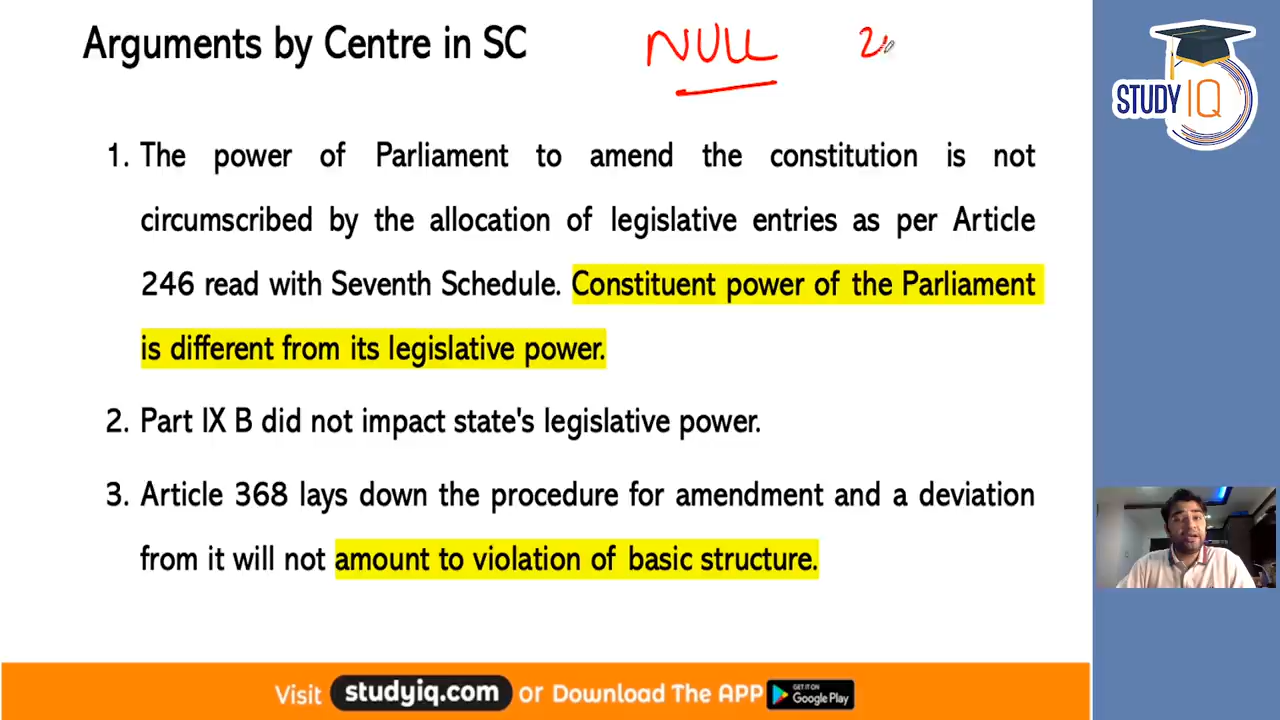 Arguments by Centre in SC
NULL
STUDY IQ
1. The power of Parliament to amend the constitution is not
circumscribed by the allocation of legislative entries as per Article
246 read with Seventh Schedule. Constituent power of the Parliament
is different from its legislative power.
2. Part IX B did not impact state's legislative power.
3. Article 368 lays down the procedure for amendment and a deviation
from it will not amount to violation of basic structure.
Visit studyiq.com or Download The APP GET IT ON Google Play